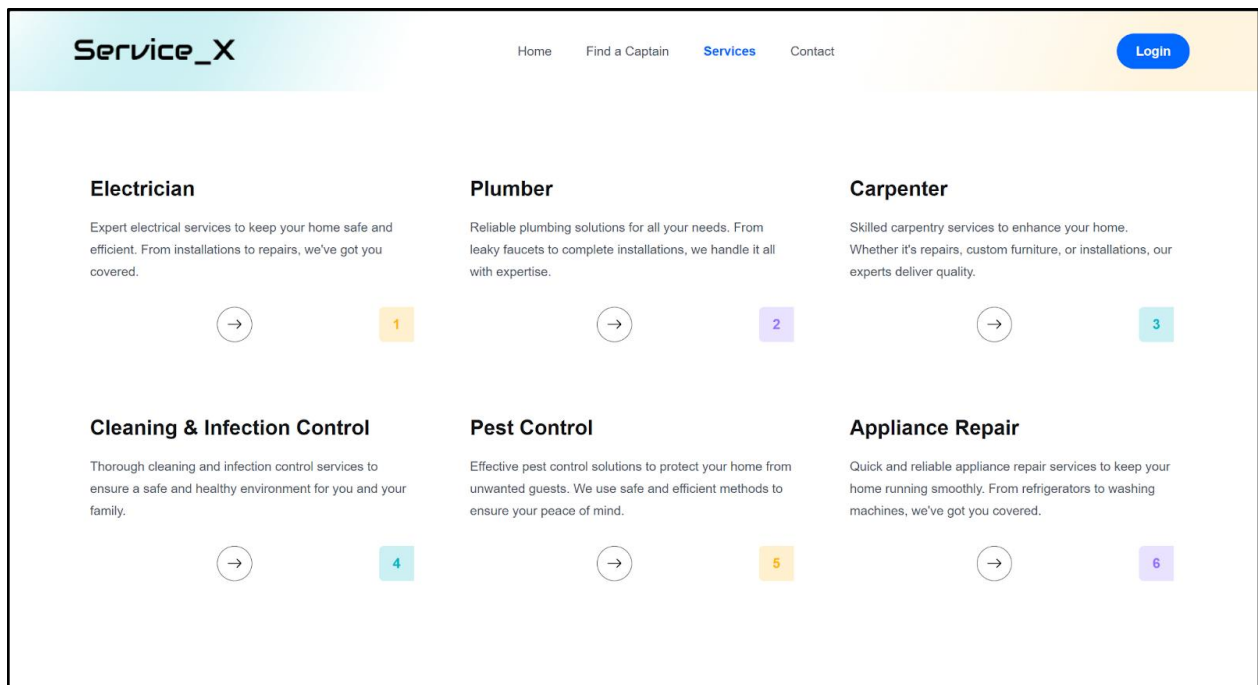 Service_X
Home Find a Captain Services Contact
Login
Electrician
Expert electrical services to keep your home safe and
efficient. From installations to repairs, we've got you
covered.
1
Plumber
Reliable plumbing solutions for all your needs. From
leaky faucets to complete installations, we handle it all
with expertise.
2
Carpenter
Skilled carpentry services to enhance your home.
Whether it's repairs, custom furniture, or installations, our
experts deliver quality.
3
Cleaning & Infection Control
Thorough cleaning and infection control services to
ensure a safe and healthy environment for you and your
family.
4
Pest Control
Effective pest control solutions to protect your home from
unwanted guests. We use safe and efficient methods to
ensure your peace of mind.
5
Appliance Repair
Quick and reliable appliance repair services to keep your
home running smoothly. From refrigerators to washing
machines, we've got you covered.
6